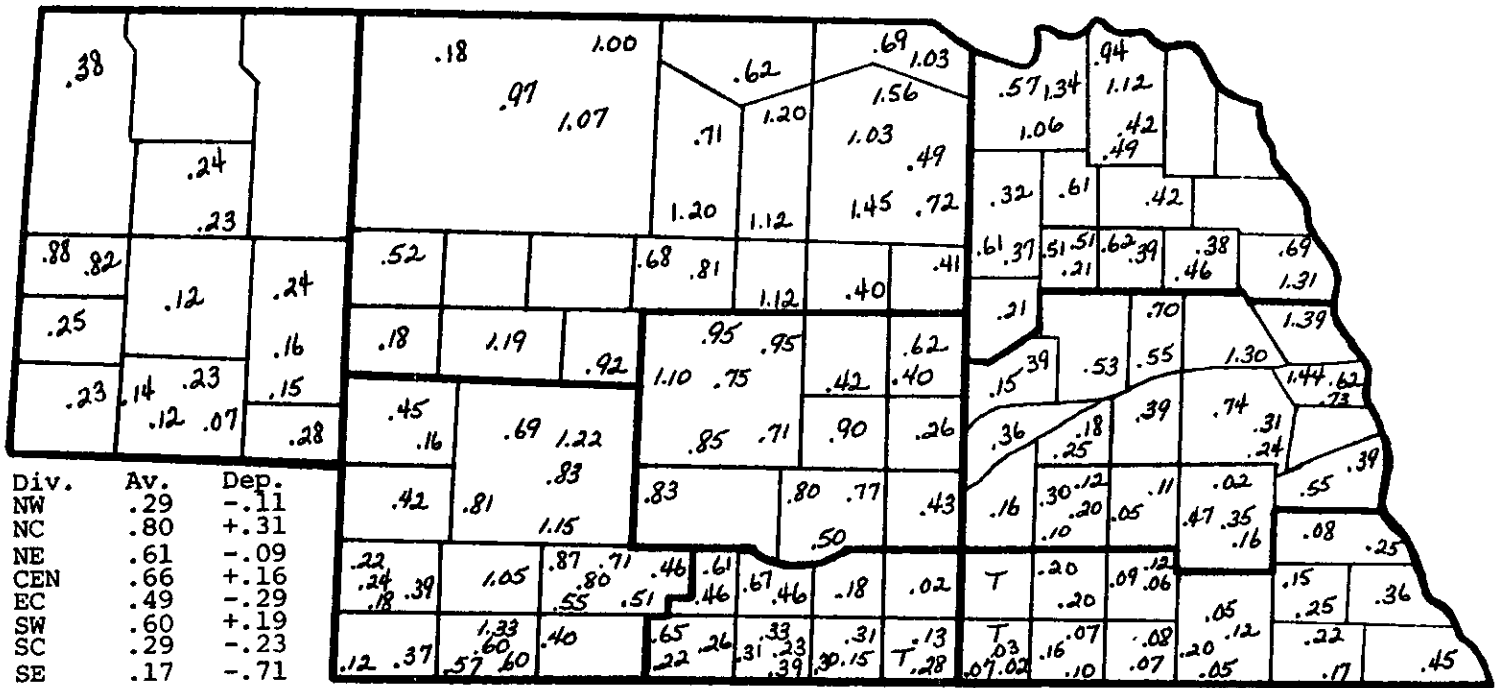 .38 .18 1.00 .62 .69 1.03 .94
.97 1.07 1.20 1.56 .57 1.34 1.12
.71 1.03 1.06 .42
.24 .49 .49
.23 1.20 1.12 1.45 .72 .32 .61 .42
.88 .82 .52 .68 .81 .41 .61 .37 .51 .51 .62 .39 .38 .69
.12 .24 1.12 .40 .21 .46 1.31
.25 .16 .18 1.19 .92 .95 .95 .62 .21 .70 1.39
.23 .14 .23 .15 1.10 .75 .42 .40 .15 .39 .53 .55 1.30 1.44 .62
.12 .07 .28 .45 .16 .69 1.22 .85 .71 .90 .26 .36 .18 .39 .74 .31 .73
.83 .25 .24 .39
.42 .81 1.15 .83 .80 .77 .43 .16 .30 .12 .11 .02 .55
.50 .20 .10 .05 .47 .35 .16 .08 .25
.22 .24 .39 .18 1.05 .87 .71 .80 .46 .55 .51 .61 .46 .67 .46 .18 .02 T .20 .20 .09 .12 .06 .15 .25 .36
.12 .37 1.33 .60 .57 .60 .40 .65 .26 .22 .33 .31 .23 .39 .31 .30 .15 .13 T .28 T .03 .07 .02 .07 .16 .10 .08 .07 .05 .12 .20 .05 .22 .17 .45
Div. Av. Dep.
NW .29 -.11
NC .80 +.31
NE .61 -.09
CEN .66 +.16
EC .49 -.29
SW .60 +.19
SC .29 -.23
SE .17 -.71